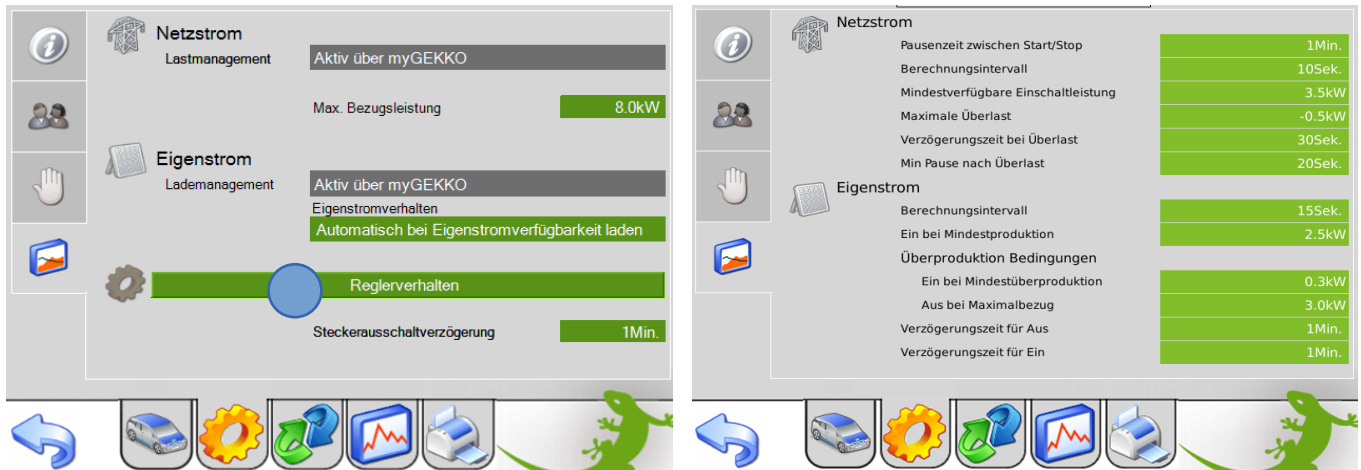 Netzstrom
Lastmanagement Aktiv über myGEKKO
Max. Bezugsleistung 8.0kW
Eigenstrom
Lademanagement Aktiv über myGEKKO
Eigenstromverhalten
Automatisch bei Eigenstromverfügbarkeit laden
Reglerverhalten
Steckerausschaltverzögerung 1Min.
Netzstrom
Pausenzeit zwischen Start/Stop 1Min.
Berechnungsintervall 10Sek.
Mindestverfügbare Einschaltleistung 3.5kW
Maximale Überlast -0.5kW
Verzögerungszeit bei Überlast 30Sek.
Min Pause nach Überlast 20Sek.
Eigenstrom
Berechnungsintervall 15Sek.
Ein bei Mindestproduktion 2.5kW
Überproduktion Bedingungen
Ein bei Mindestüberproduktion 0.3kW
Aus bei Maximalbezug 3.0kW
Verzögerungszeit für Aus 1Min.
Verzögerungszeit für Ein 1Min.